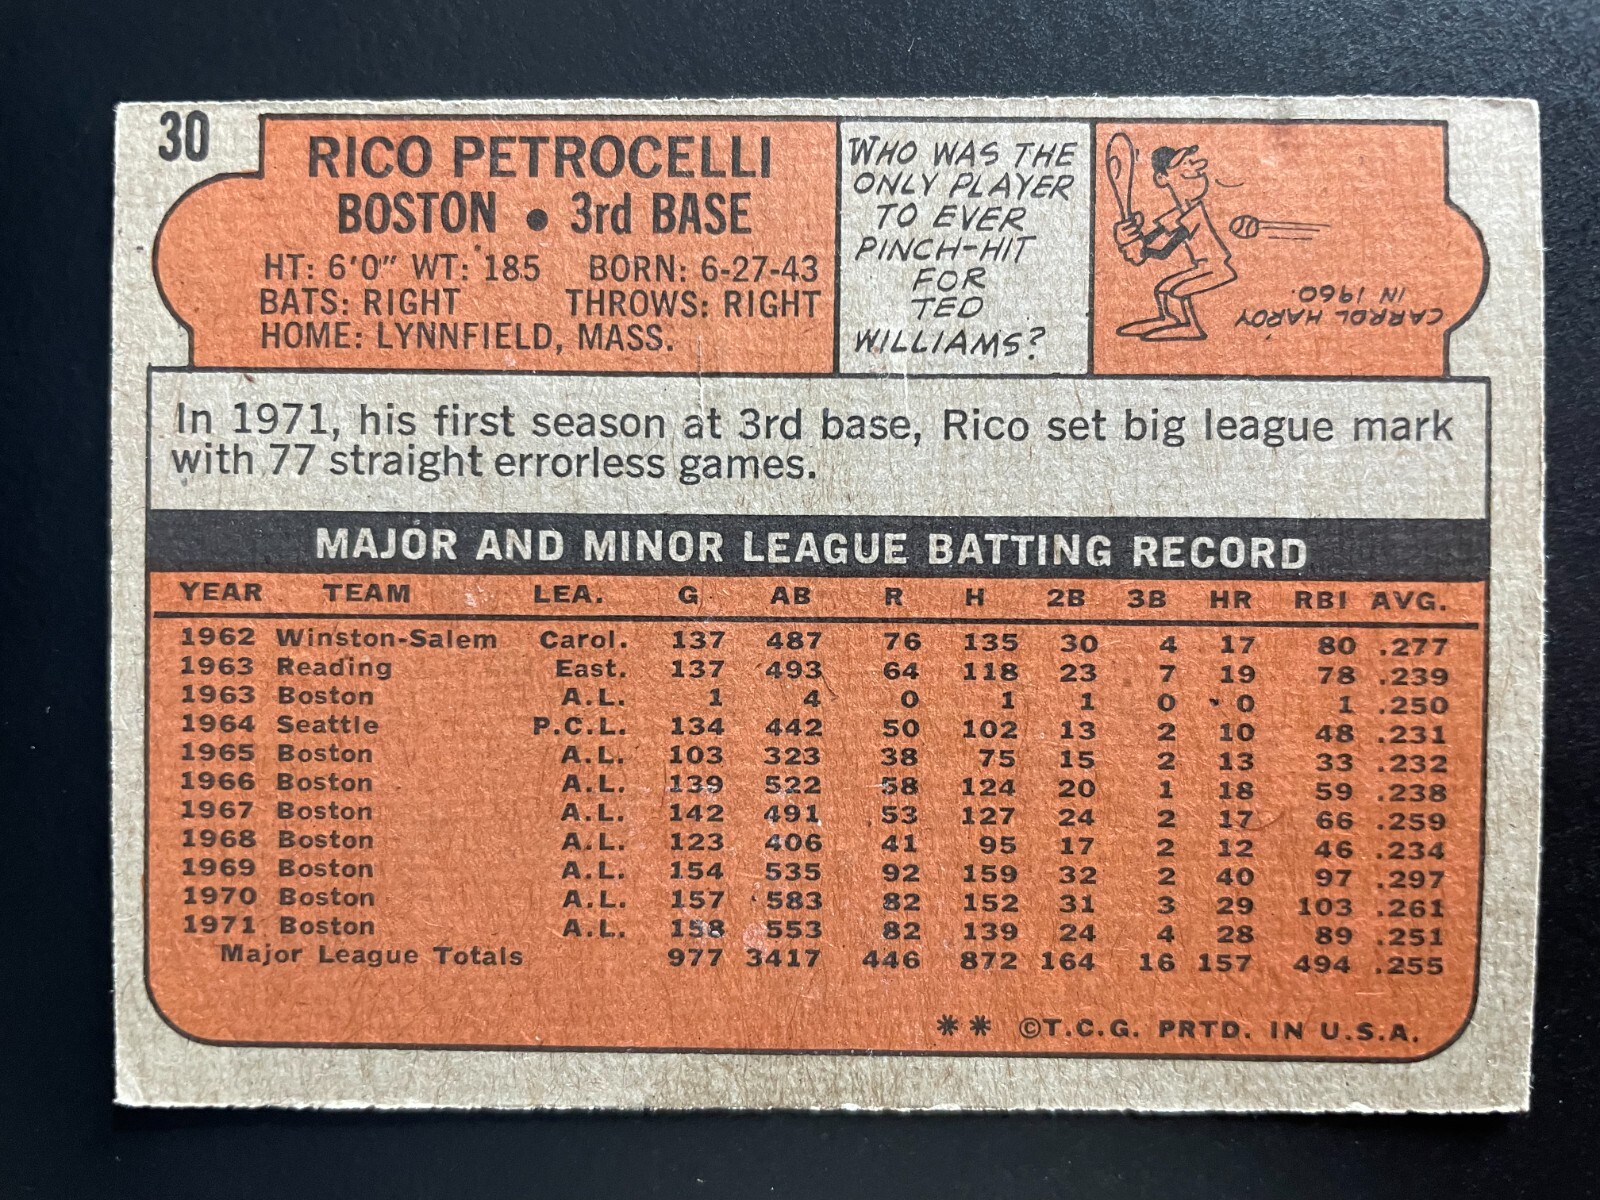 30
RICO PETROCELLI
BOSTON • 3rd BASE
HT: 6'0" WT: 185 BORN: 6-27-43
BATS: RIGHT THROWS: RIGHT
HOME: LYNNFIELD, MASS.
WHO WAS THE
ONLY PLAYER
TO EVER
PINCH-HIT
FOR
TED
WILLIAMS?
CARROL HARDY
IN 1960.
In 1971, his first season at 3rd base, Rico set big league mark
with 77 straight errorless games.
MAJOR AND MINOR LEAGUE BATTING RECORD
YEAR TEAM LEA. G AB R H 2B 3B HR RBI AVG.
1962 Winston-Salem Carol. 137 487 76 135 30 4 17 80 .277
1963 Reading East. 137 493 64 118 23 7 19 78 .239
1963 Boston A.L. 1 4 0 1 1 0 0 1 .250
1964 Seattle P.C.L. 134 442 50 102 13 2 10 48 .231
1965 Boston A.L. 103 323 38 75 15 2 13 33 .232
1966 Boston A.L. 139 522 58 124 20 1 18 59 .238
1967 Boston A.L. 142 491 53 127 24 2 17 66 .259
1968 Boston A.L. 123 406 41 95 17 2 12 46 .234
1969 Boston A.L. 154 535 92 159 32 2 40 97 .297
1970 Boston A.L. 157 583 82 152 31 3 29 103 .261
1971 Boston A.L. 158 553 82 139 24 4 28 89 .251
Major League Totals 977 3417 446 872 164 16 157 494 .255
** ©T.C.G. PRTD. IN U.S.A.